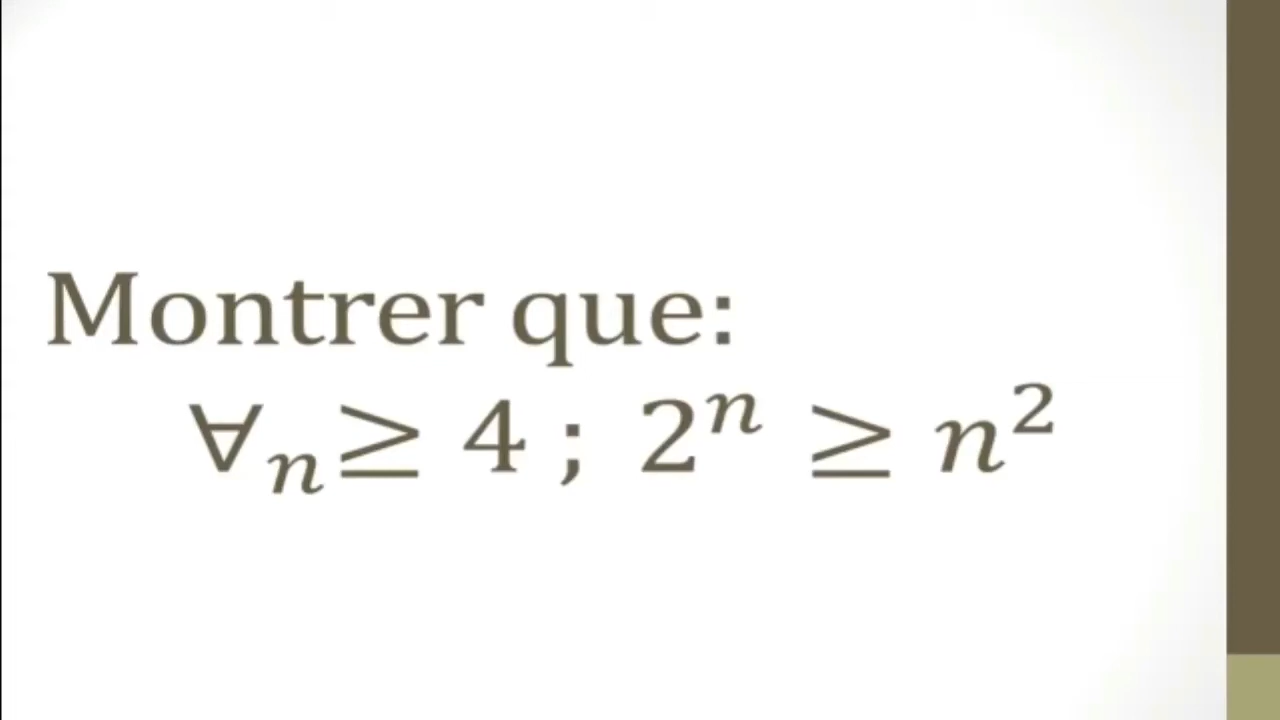 Montrer que:
∀ₙ≥ 4 ; 2ⁿ ≥ n²